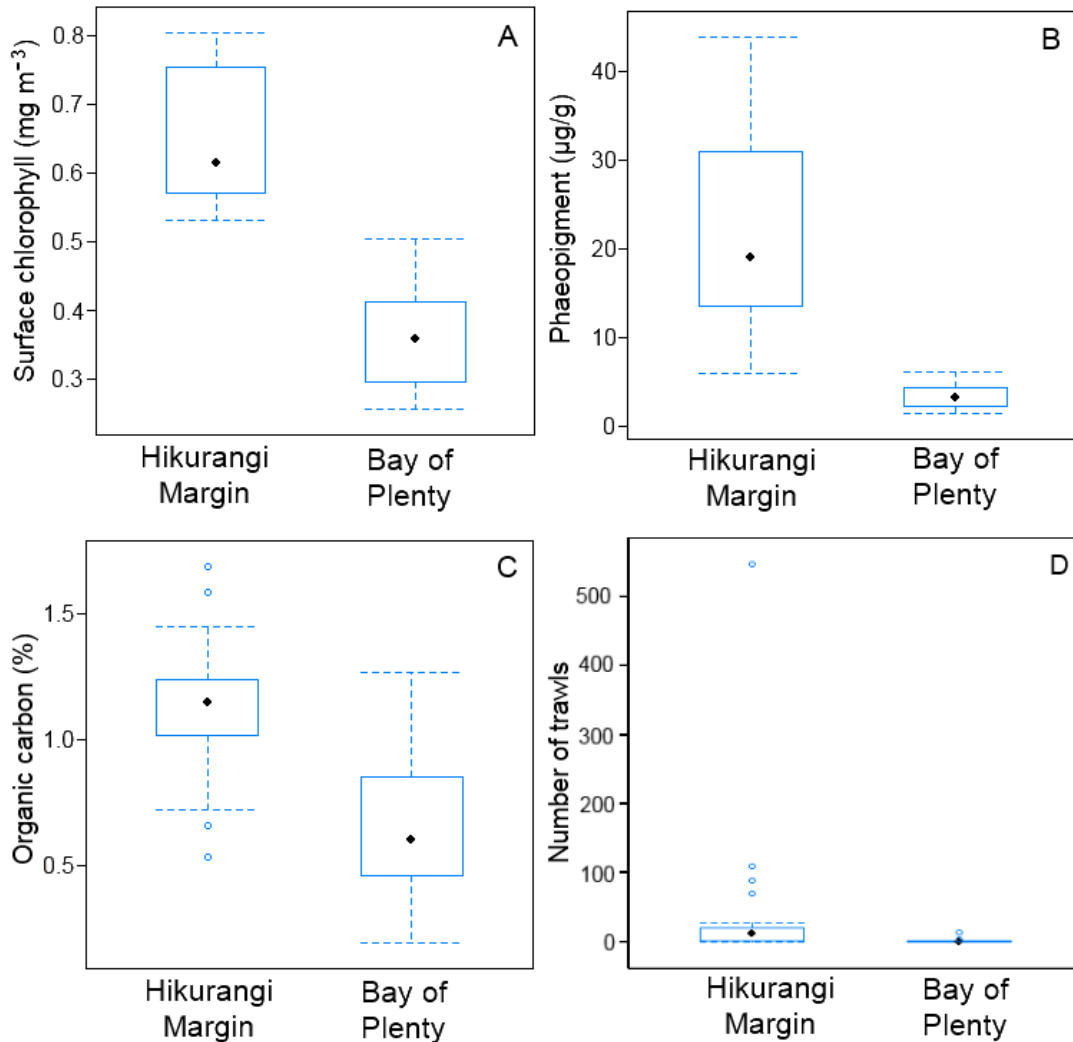 A
Surface chlorophyll (mg m⁻³)
0.8
0.7
0.6
0.5
0.4
0.3
Hikurangi
Margin
Bay of
Plenty
B
Phaeopigment (µg/g)
40
30
20
10
0
Hikurangi
Margin
Bay of
Plenty
C
Organic carbon (%)
1.5
1.0
0.5
Hikurangi
Margin
Bay of
Plenty
D
Number of trawls
500
400
300
200
100
0
Hikurangi
Margin
Bay of
Plenty